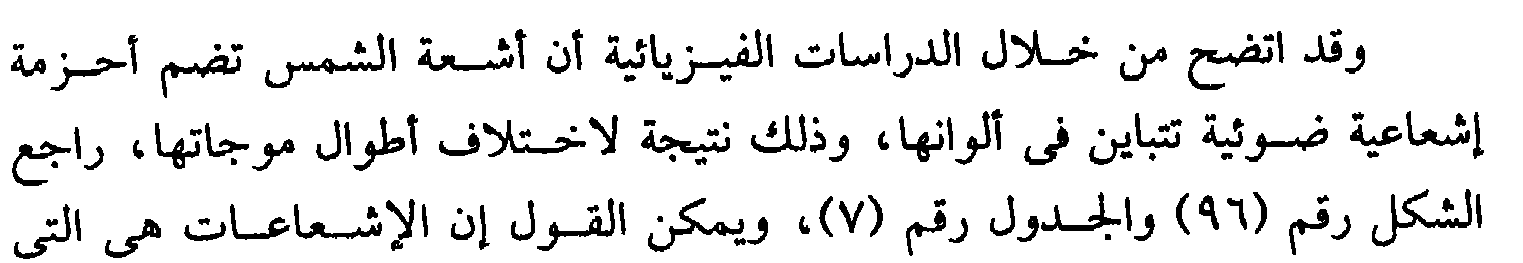 وقد اتضح من خلال الدراسات الفيزيائية أن أشعة الشمس تضم أحزمة
إشعاعية ضوئية تتباين فى ألوانها، وذلك نتيجة لاختلاف أطوال موجاتها، راجع
الشكل رقم (٩٦) والجدول رقم (٧)، ويمكن القول إن الإشعاعات هى التى